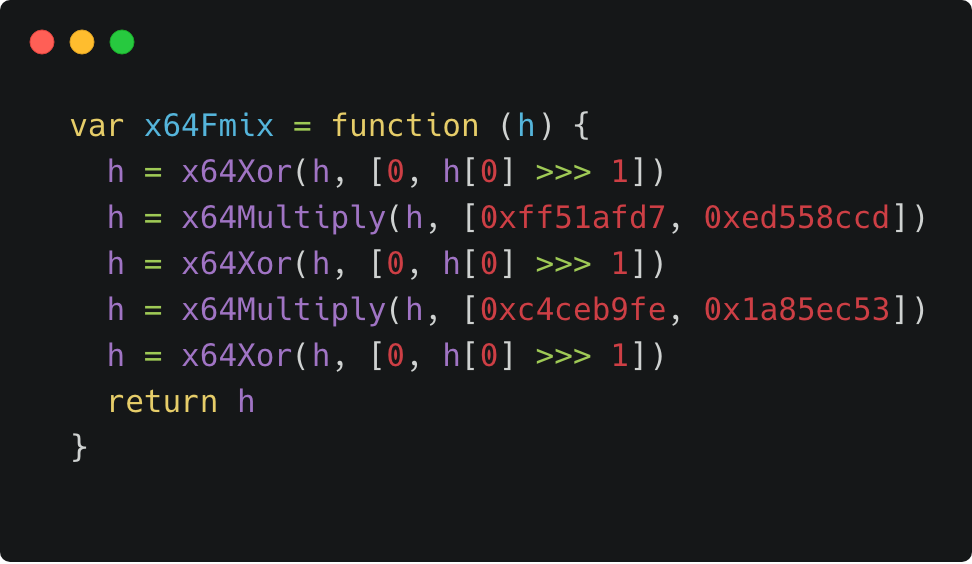 var x64Fmix = function (h) {
  h = x64Xor(h, [0, h[0] >>> 1])
  h = x64Multiply(h, [0xff51afd7, 0xed558ccd])
  h = x64Xor(h, [0, h[0] >>> 1])
  h = x64Multiply(h, [0xc4ceb9fe, 0x1a85ec53])
  h = x64Xor(h, [0, h[0] >>> 1])
  return h
}